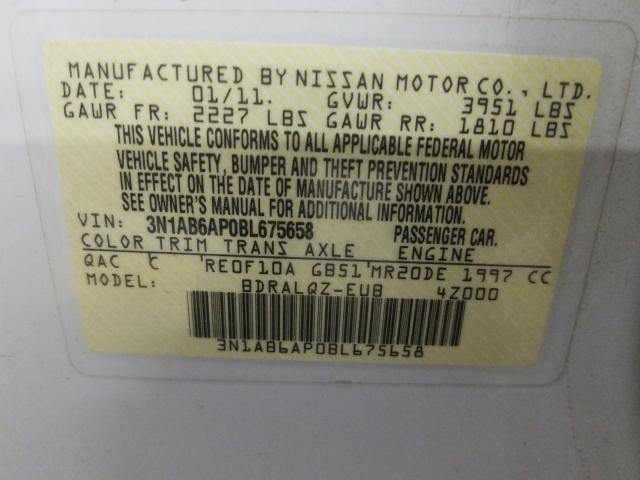 MANUFACTURED BY NISSAN MOTOR CO., LTD.
DATE: 01/11. GVWR: 3951 LBS
GAWR FR: 2227 LBS GAWR RR: 1810 LBS
THIS VEHICLE CONFORMS TO ALL APPLICABLE FEDERAL MOTOR
VEHICLE SAFETY, BUMPER AND THEFT PREVENTION STANDARDS
IN EFFECT ON THE DATE OF MANUFACTURE SHOWN ABOVE.
SEE OWNER'S MANUAL FOR ADDITIONAL INFORMATION.
VIN: 3N1AB6AP0BL675658 PASSENGER CAR.
COLOR TRIM TRANS AXLE ENGINE
QAC C RE0F10A GB51 MR20DE 1997 CC
BDRALQZ-EUB 4Z000
3N1AB6AP0BL675658